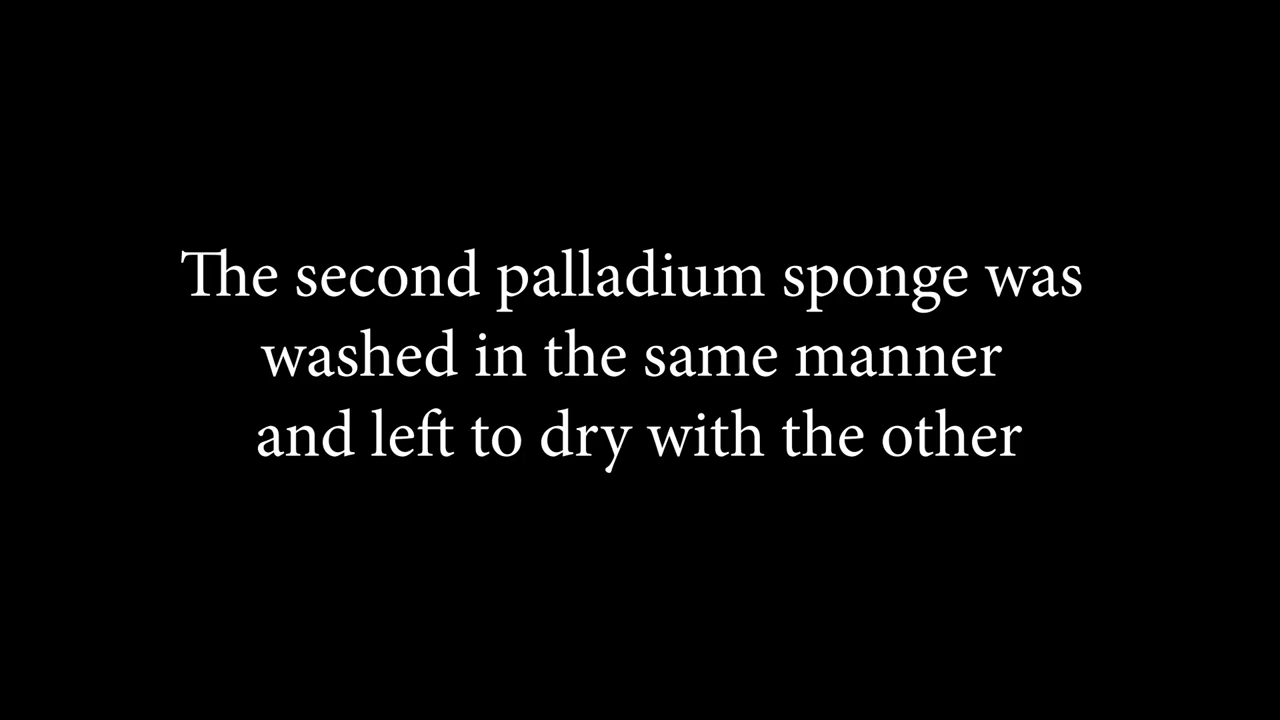 The second palladium sponge was
washed in the same manner
and left to dry with the other